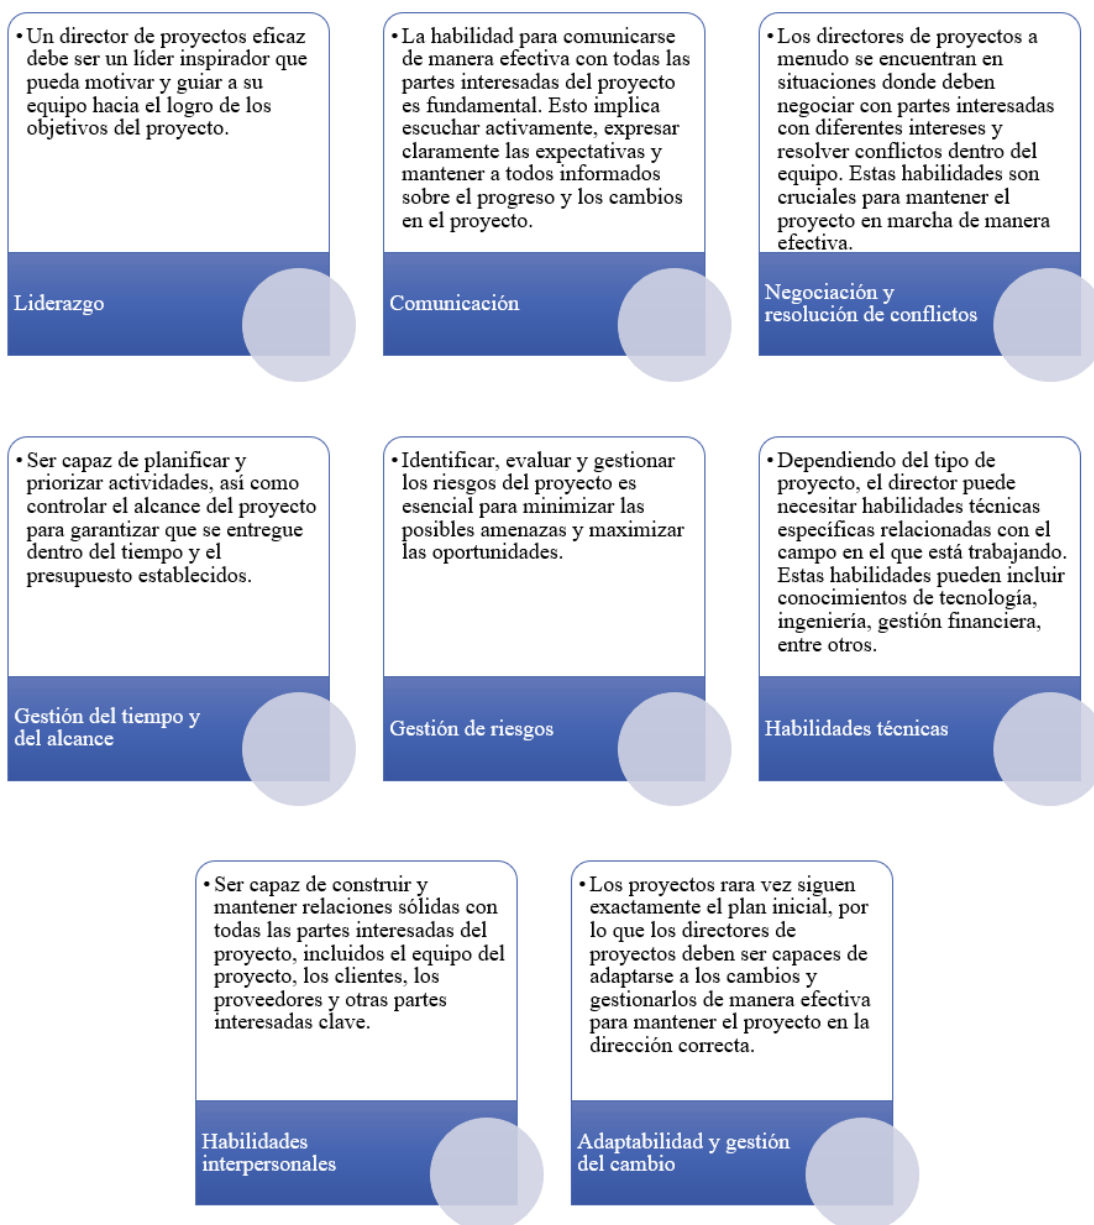 • Un director de proyectos eficaz
debe ser un líder inspirador que
pueda motivar y guiar a su
equipo hacia el logro de los
objetivos del proyecto.
Liderazgo
• La habilidad para comunicarse
de manera efectiva con todas las
partes interesadas del proyecto
es fundamental. Esto implica
escuchar activamente, expresar
claramente las expectativas y
mantener a todos informados
sobre el progreso y los cambios
en el proyecto.
Comunicación
• Los directores de proyectos a
menudo se encuentran en
situaciones donde deben
negociar con partes interesadas
con diferentes intereses y
resolver conflictos dentro del
equipo. Estas habilidades son
cruciales para mantener el
proyecto en marcha de manera
efectiva.
Negociación y
resolución de conflictos
• Ser capaz de planificar y
priorizar actividades, así como
controlar el alcance del proyecto
para garantizar que se entregue
dentro del tiempo y el
presupuesto establecidos.
Gestión del tiempo y
del alcance
• Identificar, evaluar y gestionar
los riesgos del proyecto es
esencial para minimizar las
posibles amenazas y maximizar
las oportunidades.
Gestión de riesgos
• Dependiendo del tipo de
proyecto, el director puede
necesitar habilidades técnicas
específicas relacionadas con el
campo en el que está trabajando.
Estas habilidades pueden incluir
conocimientos de tecnología,
ingeniería, gestión financiera,
entre otros.
Habilidades técnicas
• Ser capaz de construir y
mantener relaciones sólidas con
todas las partes interesadas del
proyecto, incluidos el equipo del
proyecto, los clientes, los
proveedores y otras partes
interesadas clave.
Habilidades
interpersonales
• Los proyectos rara vez siguen
exactamente el plan inicial, por
lo que los directores de
proyectos deben ser capaces de
adaptarse a los cambios y
gestionarlos de manera efectiva
para mantener el proyecto en la
dirección correcta.
Adaptabilidad y gestión
del cambio